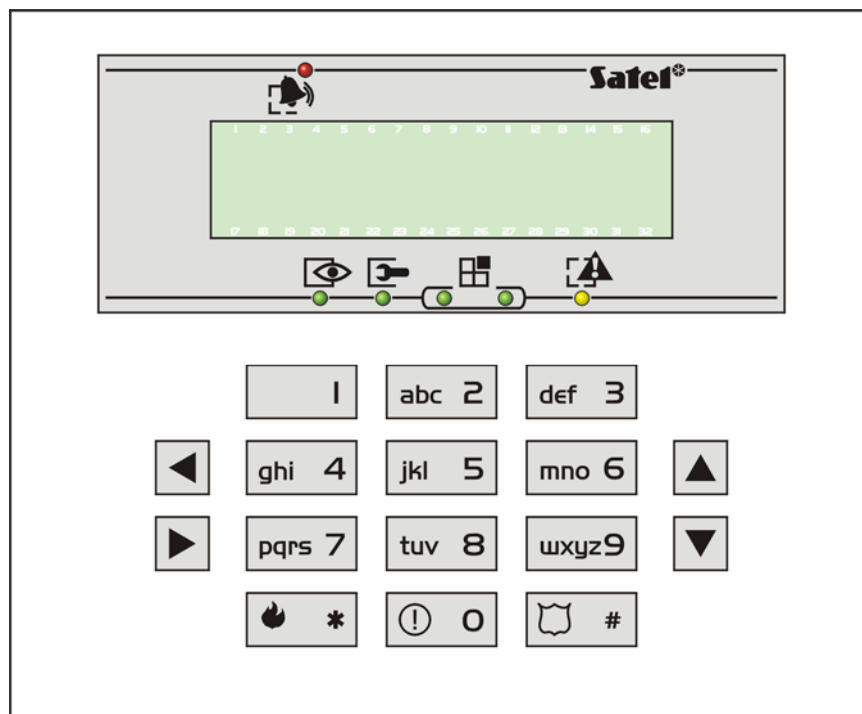 Satel
1 2 3 4 5 6 7 8 9 10 11 12 13 14 15 16
17 18 19 20 21 22 23 24 25 26 27 28 29 30 31 32
1 abc 2 def 3
ghi 4 jkl 5 mno 6
pqrs 7 tuv 8 wxyz 9
* 0 #